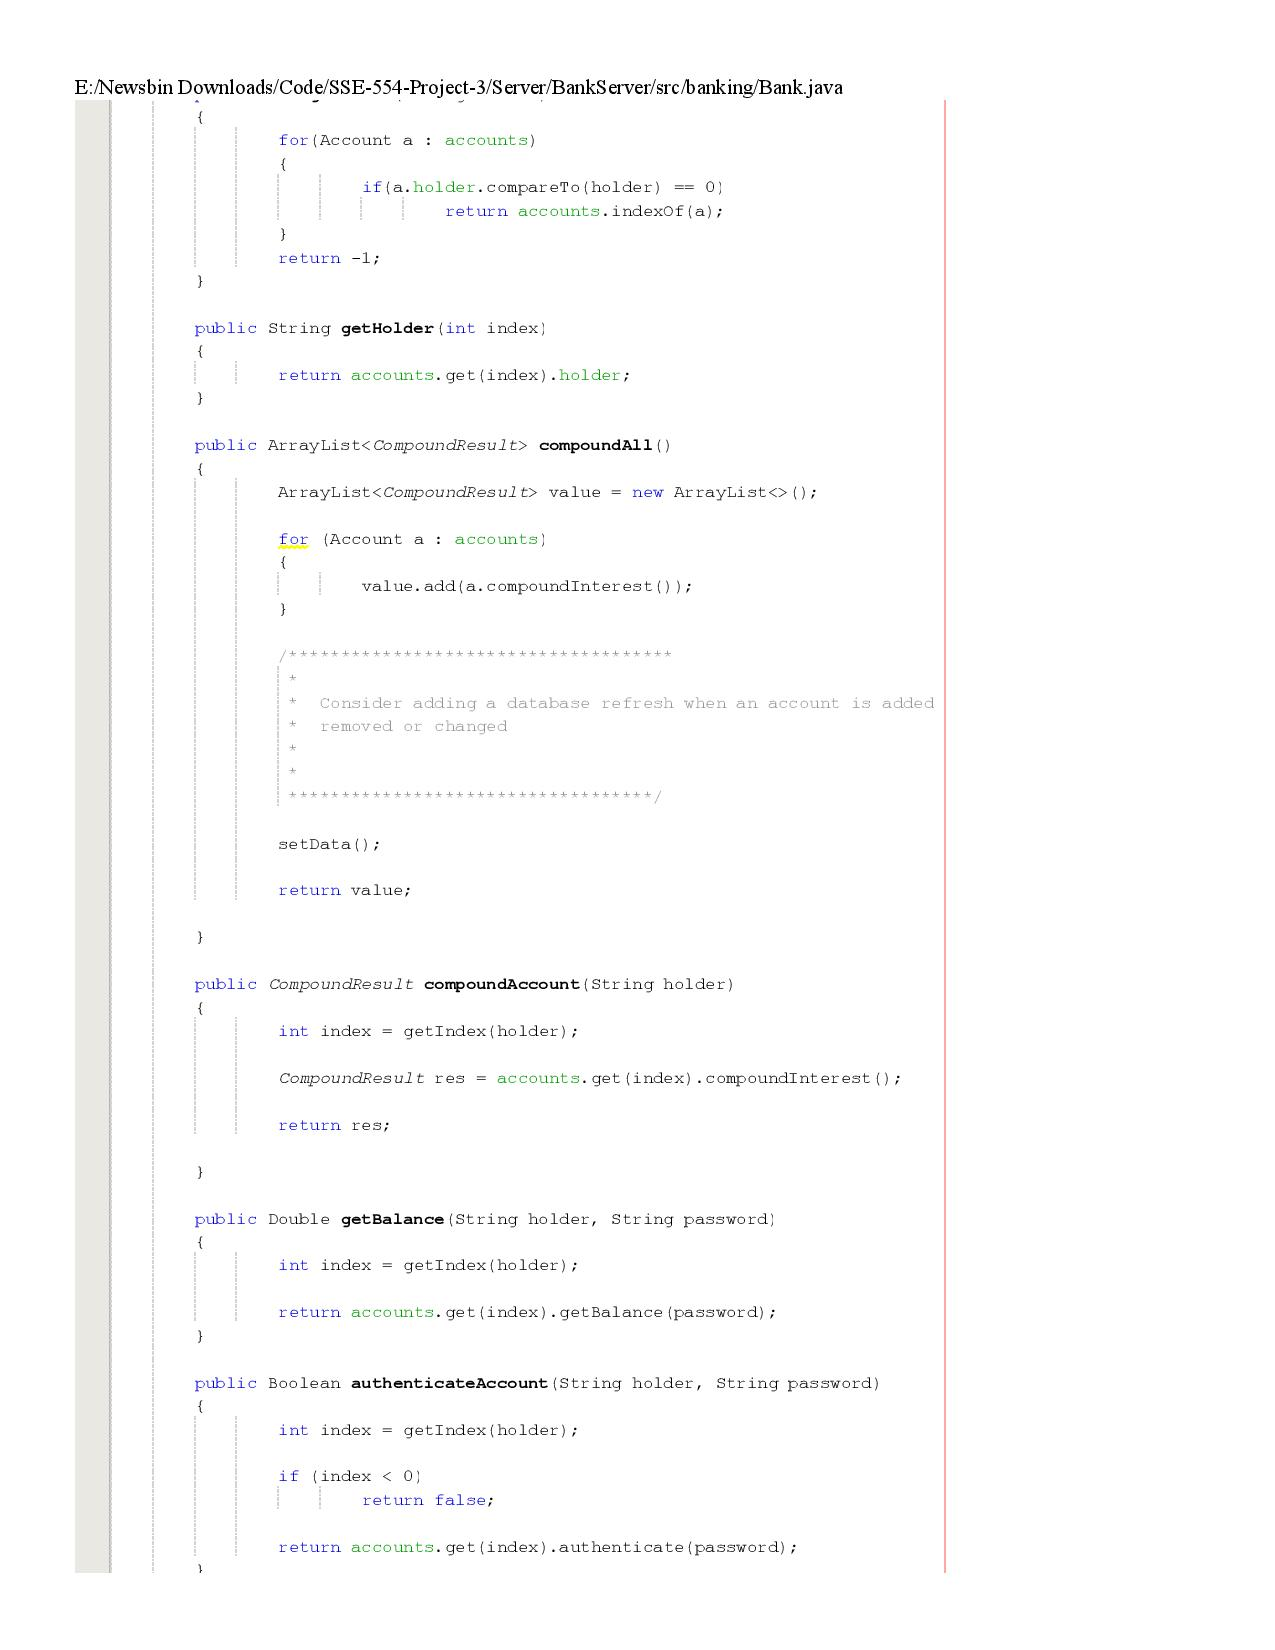 E:/Newsbin Downloads/Code/SSE-554-Project-3/Server/BankServer/src/banking/Bank.java
{
for(Account a : accounts)
{
if(a.holder.compareTo(holder) == 0)
return accounts.indexOf(a);
}
return -1;
}
public String getHolder(int index)
{
return accounts.get(index).holder;
}
public ArrayList<CompoundResult> compoundAll()
{
ArrayList<CompoundResult> value = new ArrayList<>();
for (Account a : accounts)
{
value.add(a.compoundInterest());
}
/*************************************
*
* Consider adding a database refresh when an account is added
* removed or changed
*
*
***********************************/
setData();
return value;
}
public CompoundResult compoundAccount(String holder)
{
int index = getIndex(holder);
CompoundResult res = accounts.get(index).compoundInterest();
return res;
}
public Double getBalance(String holder, String password)
{
int index = getIndex(holder);
return accounts.get(index).getBalance(password);
}
public Boolean authenticateAccount(String holder, String password)
{
int index = getIndex(holder);
if (index < 0)
return false;
return accounts.get(index).authenticate(password);
}